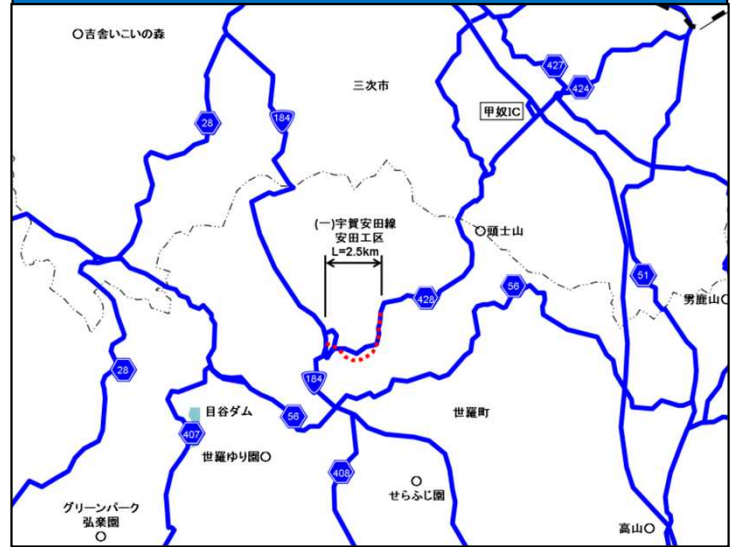 吉舎いこいの森
三次市
427
424
184
28
甲奴IC
(一)宇賀安田線
安田工区
L=2.5km
頭士山
51
56
428
男鹿山
28
184
目谷ダム
56
世羅町
407
世羅ゆり園
408
せらふじ園
グリーンパーク
弘楽園
高山